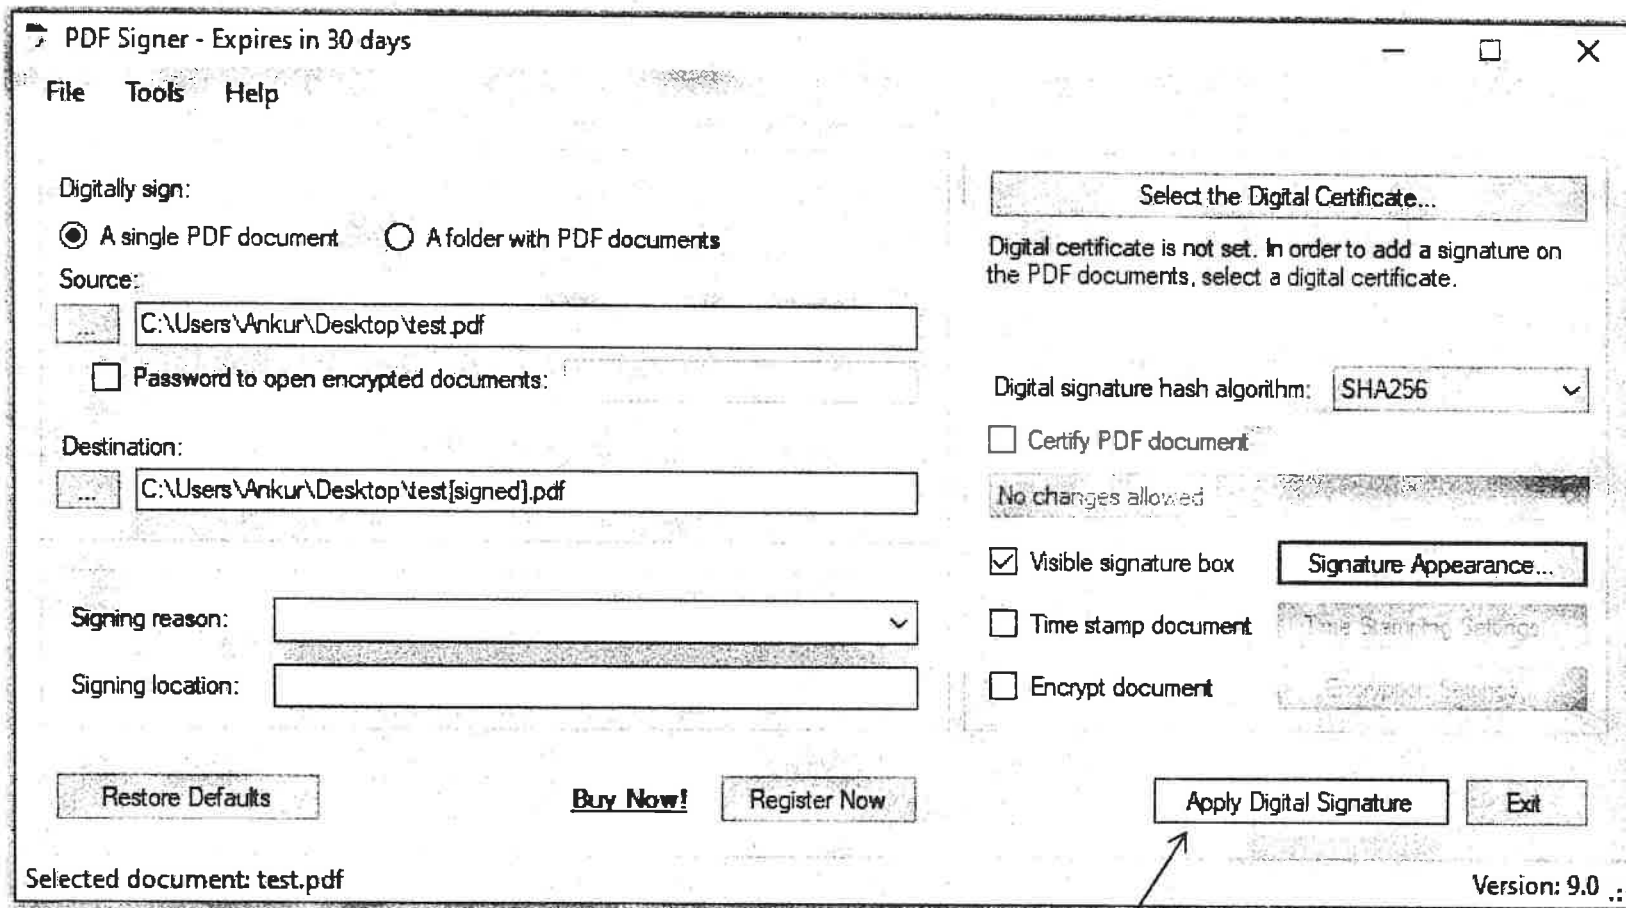 PDF Signer - Expires in 30 days
File Tools Help
Digitally sign:
A single PDF document A folder with PDF documents
Source:
... C:\Users\Ankur\Desktop\test.pdf
Password to open encrypted documents:
Destination:
... C:\Users\Ankur\Desktop\test[signed].pdf
Signing reason:
Signing location:
Select the Digital Certificate...
Digital certificate is not set. In order to add a signature on
the PDF documents, select a digital certificate.
Digital signature hash algorithm: SHA256
Certify PDF document
No changes allowed
Visible signature box Signature Appearance...
Time stamp document Time Stamping Settings
Encrypt document
Restore Defaults Buy Now! Register Now Apply Digital Signature Exit
Selected document: test.pdf Version: 9.0